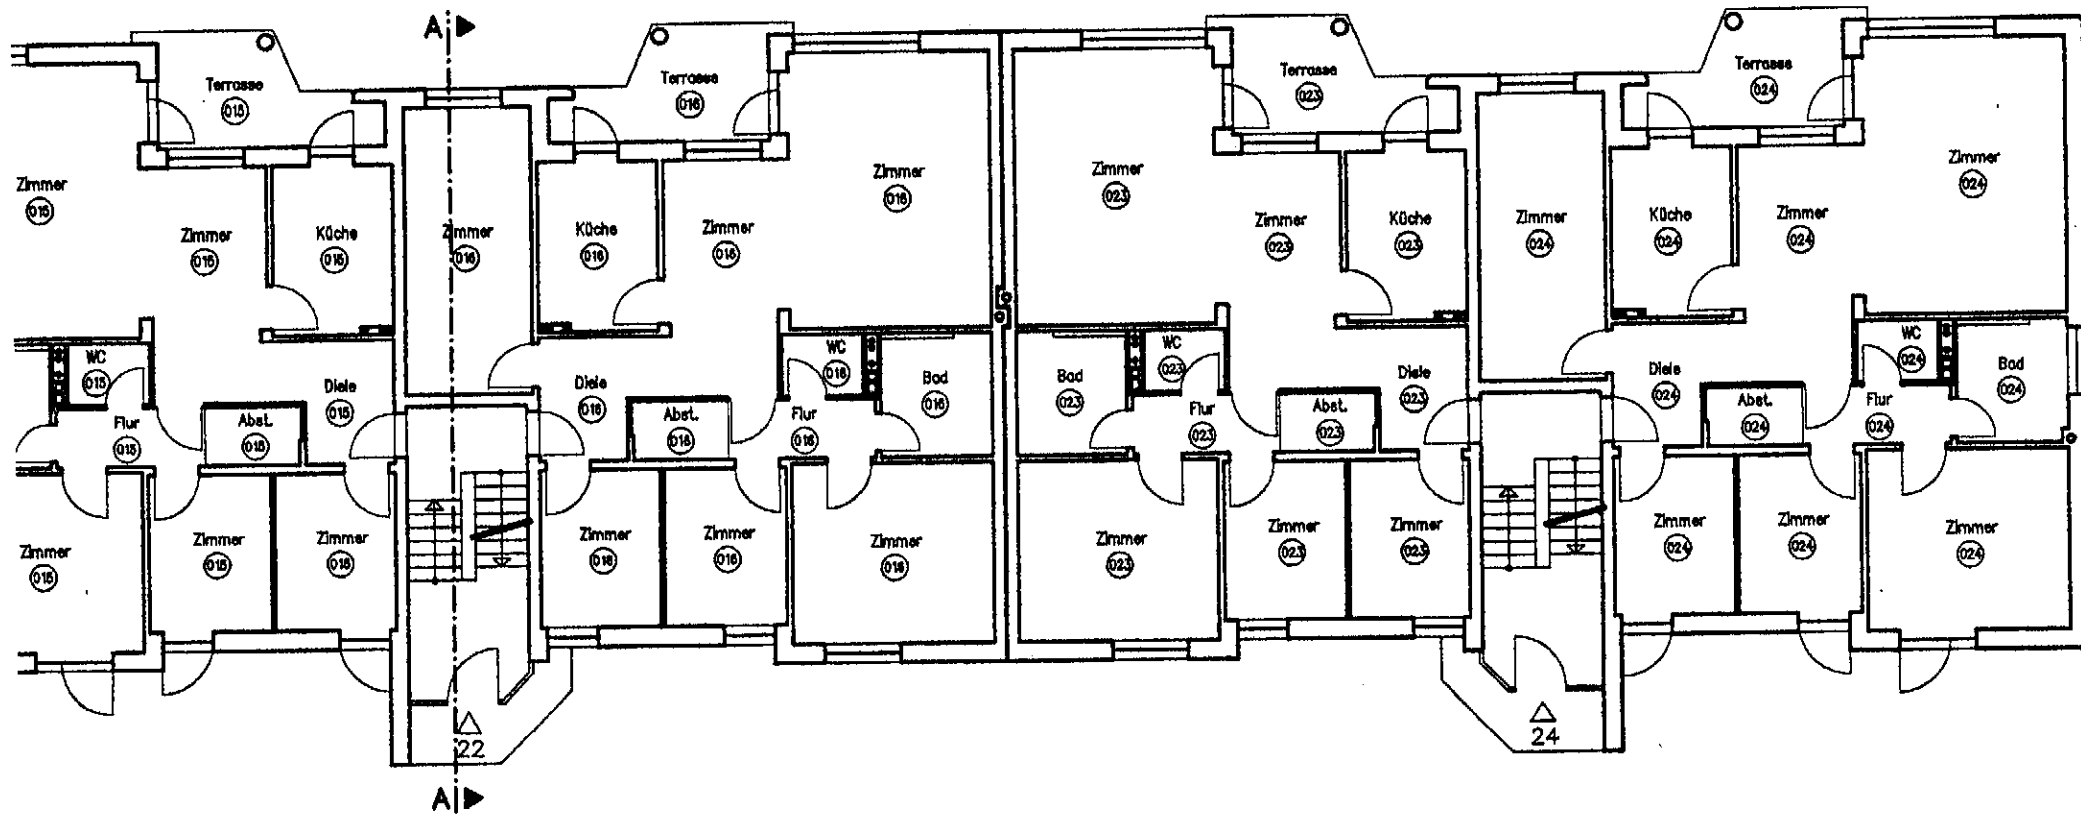 A
Terrasse
015
Terrasse
016
Terrasse
023
Terrasse
024
Zimmer
015
Zimmer
015
Küche
015
Zimmer
016
Küche
016
Zimmer
016
Zimmer
016
Zimmer
023
Zimmer
023
Küche
023
Zimmer
024
Küche
024
Zimmer
024
Zimmer
024
WC
015
Diele
015
Flur
015
Abst.
015
Diele
016
Abst.
016
WC
016
Flur
016
Bad
016
Bad
023
WC
023
Flur
023
Abst.
023
Diele
023
Diele
024
Abst.
024
WC
024
Flur
024
Bad
024
Zimmer
015
Zimmer
015
Zimmer
015
Zimmer
016
Zimmer
016
Zimmer
016
Zimmer
023
Zimmer
023
Zimmer
023
Zimmer
024
Zimmer
024
Zimmer
024
22
24
A